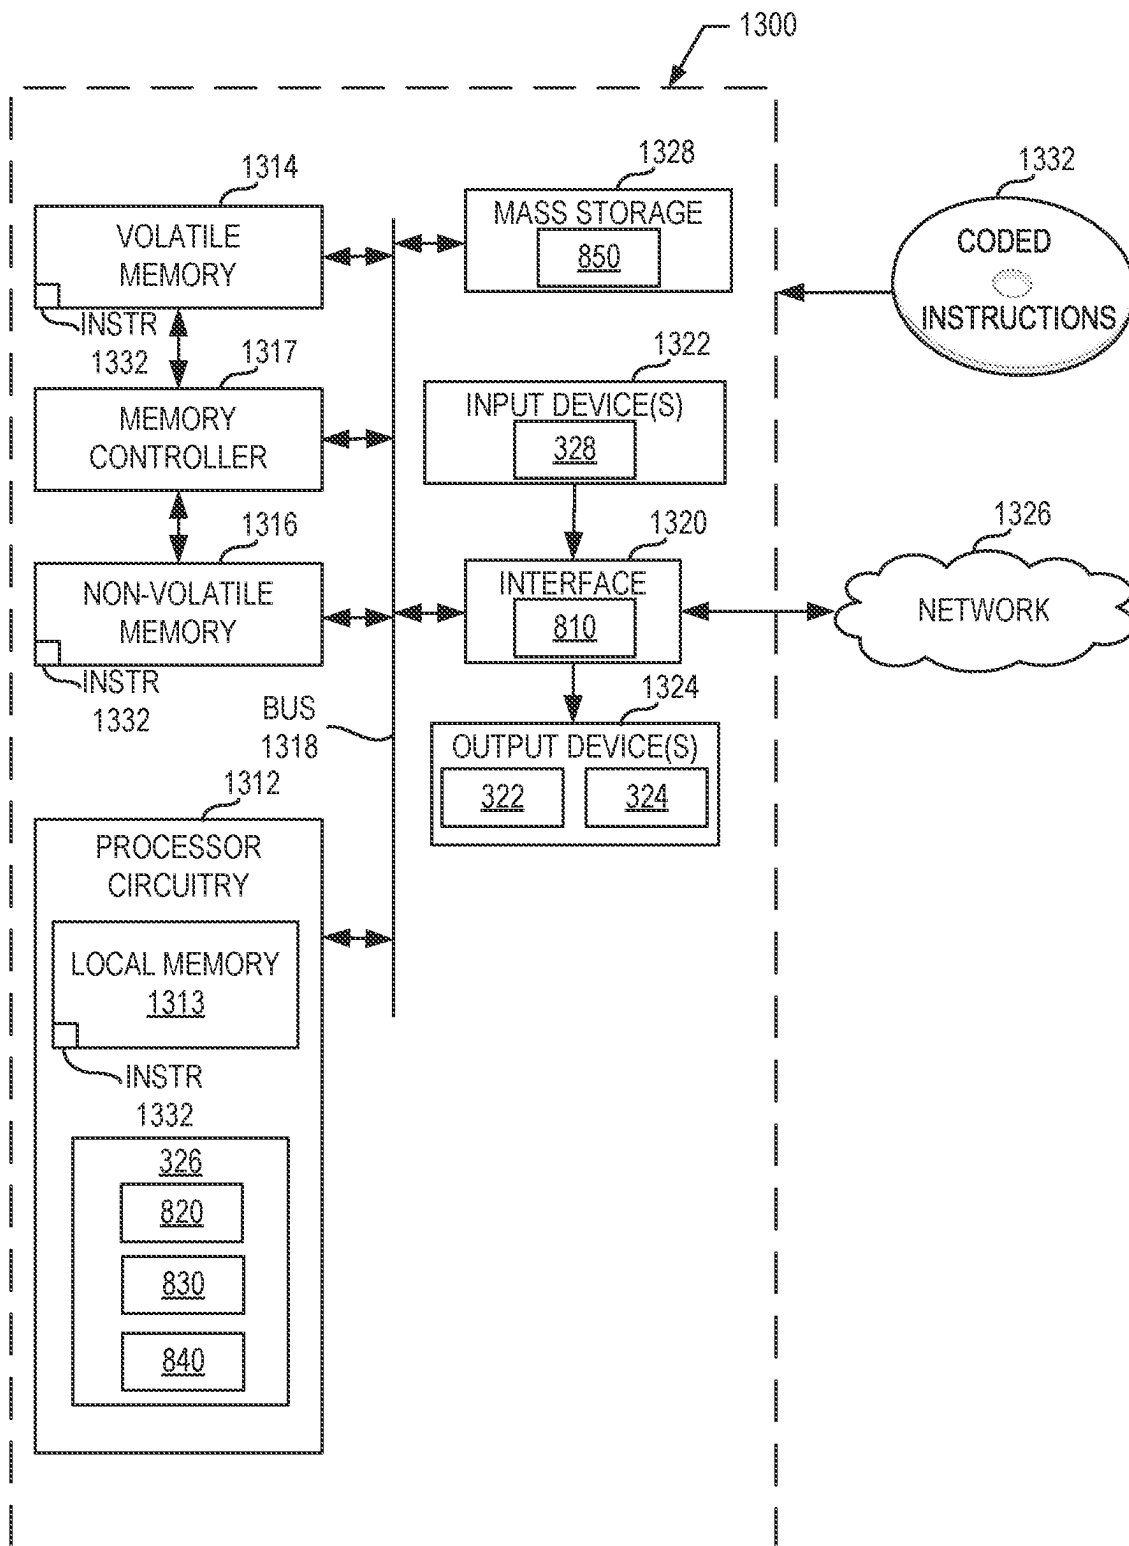 1300
1314
VOLATILE
MEMORY
INSTR
1332
1317
MEMORY
CONTROLLER
1316
NON-VOLATILE
MEMORY
INSTR
1332
BUS
1318
1312
PROCESSOR
CIRCUITRY
LOCAL MEMORY
1313
INSTR
1332
326
820
830
840
1328
MASS STORAGE
850
1322
INPUT DEVICE(S)
328
1320
INTERFACE
810
1324
OUTPUT DEVICE(S)
322 324
1332
CODED
INSTRUCTIONS
1326
NETWORK